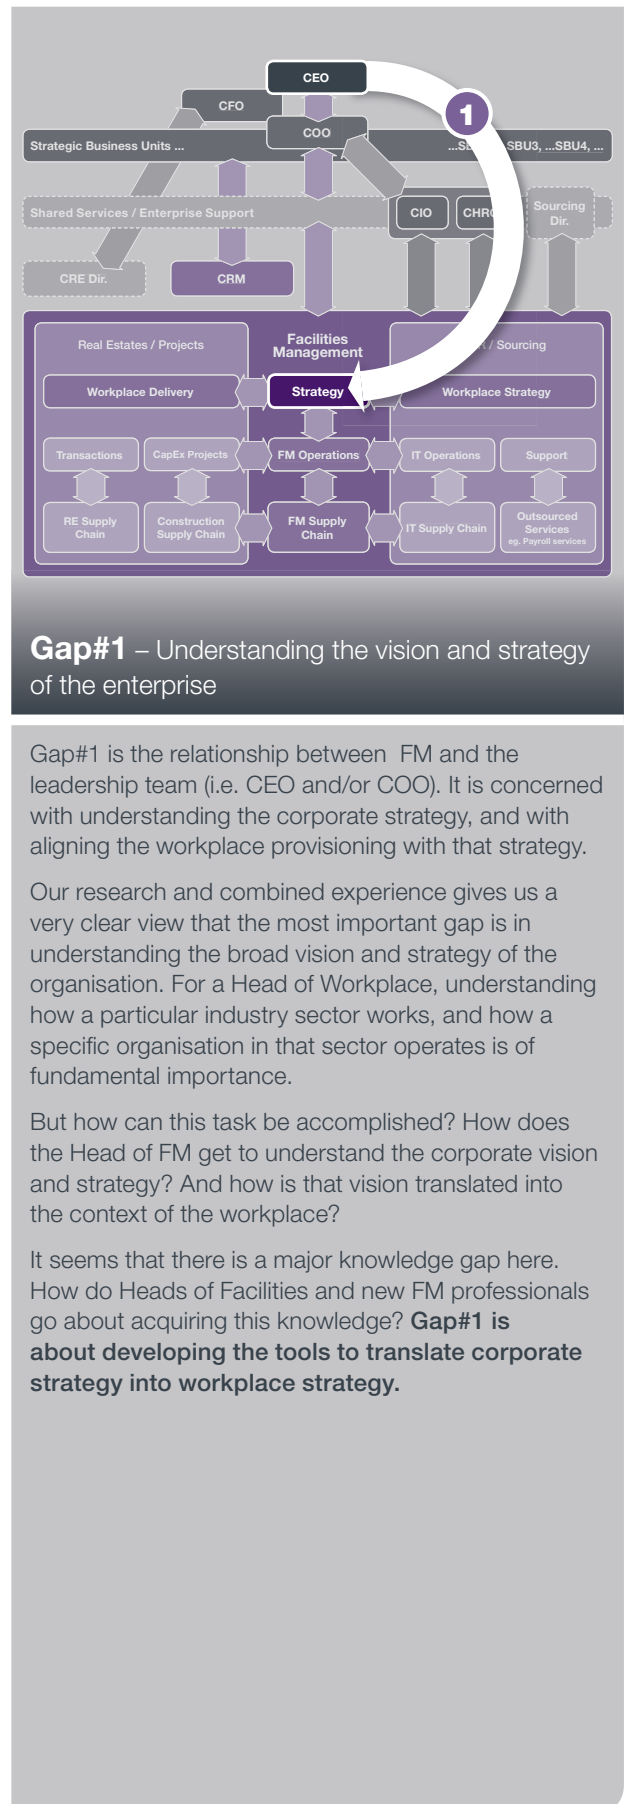 CEO
1
CFO
COO
Strategic Business Units ...
SBU3, ...SBU4, ...
Shared Services / Enterprise Support
CIO
Sourcing
Dir.
CRE Dir.
CRM
Real Estates / Projects
Facilities
Management
/ Sourcing
Workplace Delivery
Strategy
Workplace Strategy
Transactions
CapEx Projects
FM Operations
IT Operations
Support
RE Supply
Chain
Construction
Supply Chain
FM Supply
Chain
IT Supply Chain
Outsourced
Services
eg. Payroll services
Gap#1 – Understanding the vision and strategy
of the enterprise
Gap#1 is the relationship between FM and the
leadership team (i.e. CEO and/or COO). It is concerned
with understanding the corporate strategy, and with
aligning the workplace provisioning with that strategy.
Our research and combined experience gives us a
very clear view that the most important gap is in
understanding the broad vision and strategy of the
organisation. For a Head of Workplace, understanding
how a particular industry sector works, and how a
specific organisation in that sector operates is of
fundamental importance.
But how can this task be accomplished? How does
the Head of FM get to understand the corporate vision
and strategy? And how is that vision translated into
the context of the workplace?
It seems that there is a major knowledge gap here.
How do Heads of Facilities and new FM professionals
go about acquiring this knowledge? Gap#1 is
about developing the tools to translate corporate
strategy into workplace strategy.